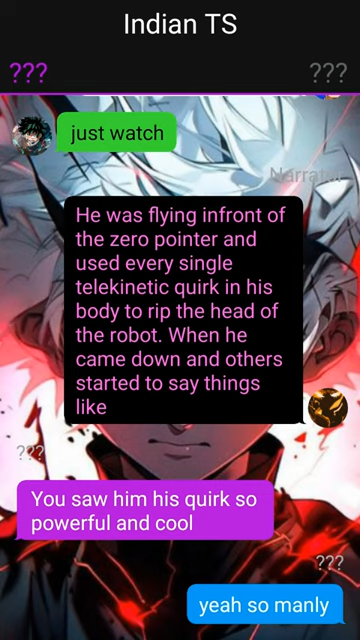 Indian TS
???
???
just watch
Narrator
He was flying infront of
the zero pointer and
used every single
telekinetic quirk in his
body to rip the head of
the robot. When he
came down and others
started to say things
like
???
You saw him his quirk so
powerful and cool
???
yeah so manly